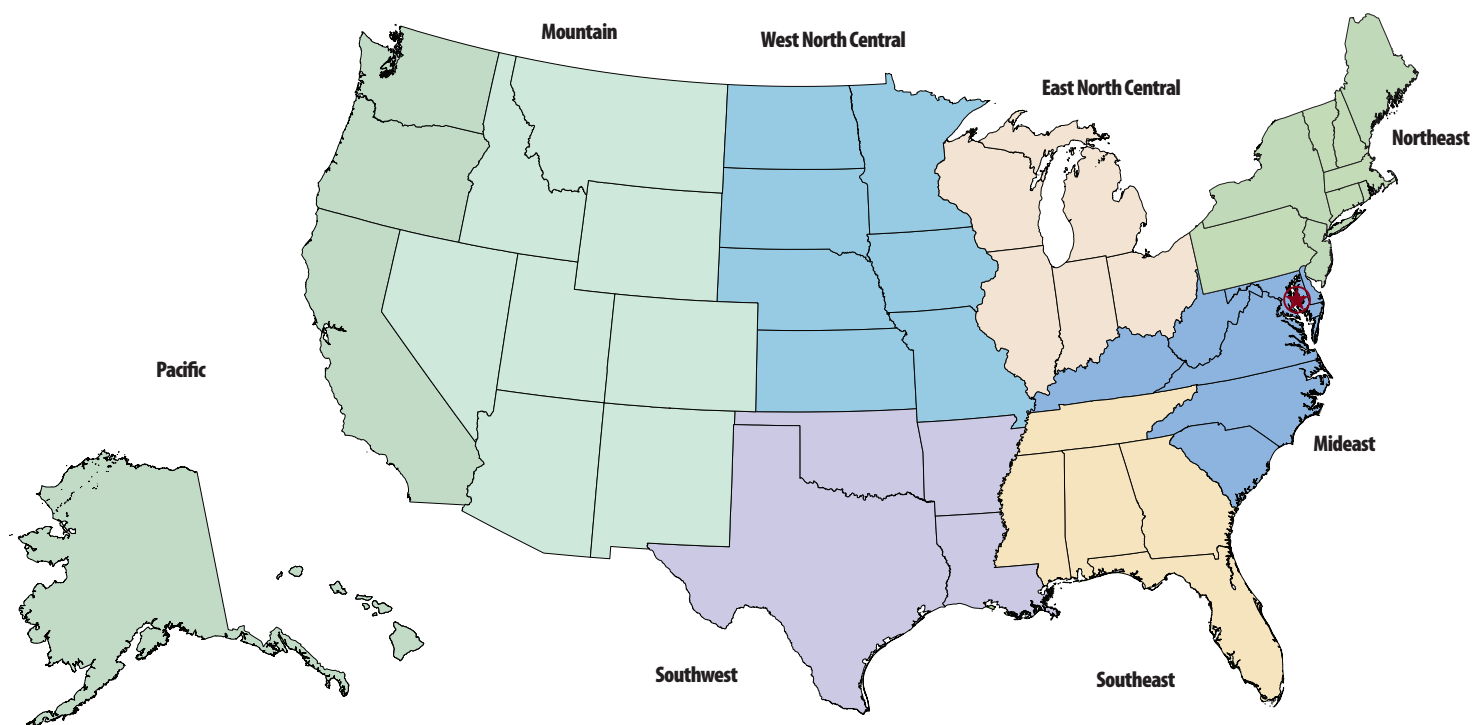 Mountain
West North Central
East North Central
Northeast
Pacific
Mideast
Southwest
Southeast